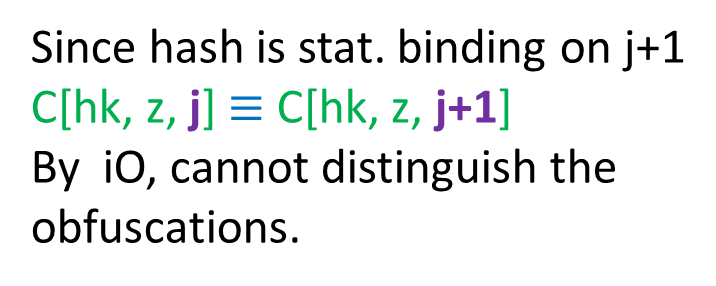 Since hash is stat. binding on j+1
C[hk, z, j] ≡ C[hk, z, j+1]
By  iO, cannot distinguish the
obfuscations.